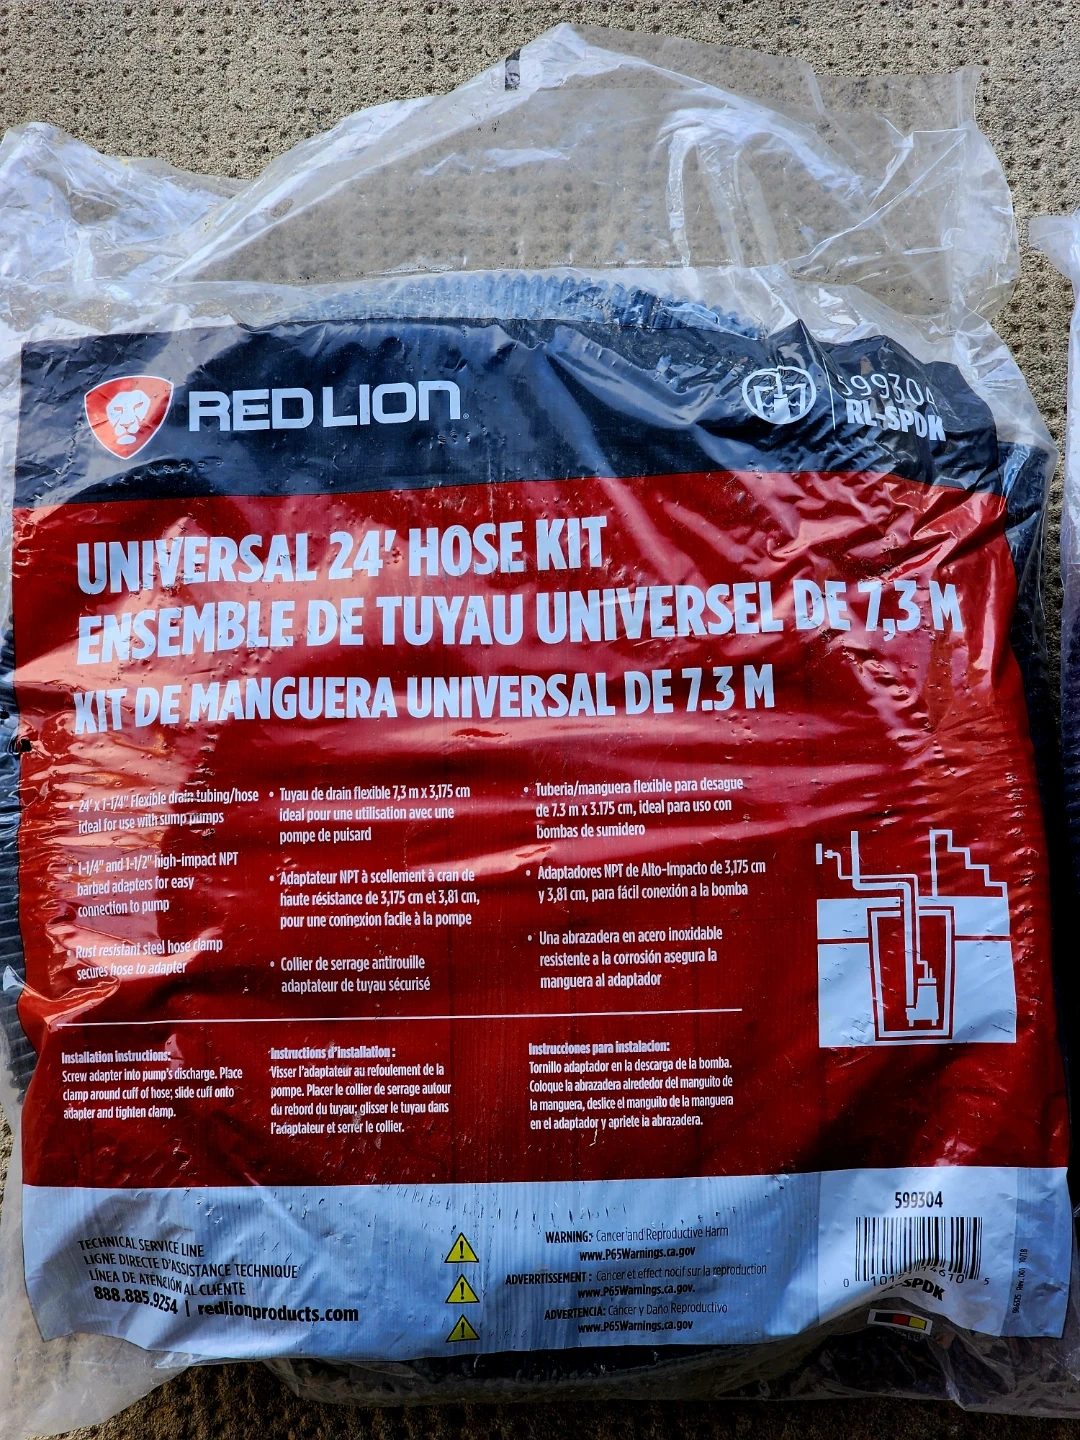 RED LION®
599304
RL-SPDK
UNIVERSAL 24' HOSE KIT
ENSEMBLE DE TUYAU UNIVERSEL DE 7,3 M
KIT DE MANGUERA UNIVERSAL DE 7.3 M
• 24' x 1-1/4" Flexible drain tubing/hose
ideal for use with sump pumps
• 1-1/4" and 1-1/2" high-impact NPT
barbed adapters for easy
connection to pump
• Rust resistant steel hose clamp
secures hose to adapter
• Tuyau de drain flexible 7,3 m x 3,175 cm
Ideal pour une utilisation avec une
pompe de puisard
• Adaptateur NPT à scellement à cran de
haute résistance de 3,175 cm et 3,81 cm,
pour une connexion facile à la pompe
• Collier de serrage antirouille
adaptateur de tuyau sécurisé
• Tuberia/manguera flexible para desague
de 7.3 m x 3.175 cm, ideal para uso con
bombas de sumidero
• Adaptadores NPT de Alto-Impacto de 3,175 cm
y 3,81 cm, para fácil conexión a la bomba
• Una abrazadera en acero inoxidable
resistente a la corrosión asegura la
manguera al adaptador
Installation instructions:
Screw adapter into pump's discharge. Place
clamp around cuff of hose; slide cuff onto
adapter and tighten clamp.
Instructions d'installation :
Visser l'adaptateur au refoulement de la
pompe. Placer le collier de serrage autour
du rebord du tuyau; glisser le tuyau dans
l'adaptateur et serrer le collier.
Instrucciones para instalacion:
Tornillo adaptador en la descarga de la bomba.
Coloque la abrazadera alrededor del manguito de
la manguera, deslice el manguito de la manguera
en el adaptador y apriete la abrazadera.
TECHNICAL SERVICE LINE
LIGNE DIRECTE D'ASSISTANCE TECHNIQUE
LÍNEA DE ATENCIÓN AL CLIENTE
888.885.9254 | redlionproducts.com
WARNING: Cancer and Reproductive Harm
www.P65Warnings.ca.gov
ADVERRTISSEMENT : Cancer et effect nocif sur la reproduction
www.P65Warnings.ca.gov
ADVERTENCIA: Cáncer y Daño Reproductivo
www.P65Warnings.ca.gov
599304